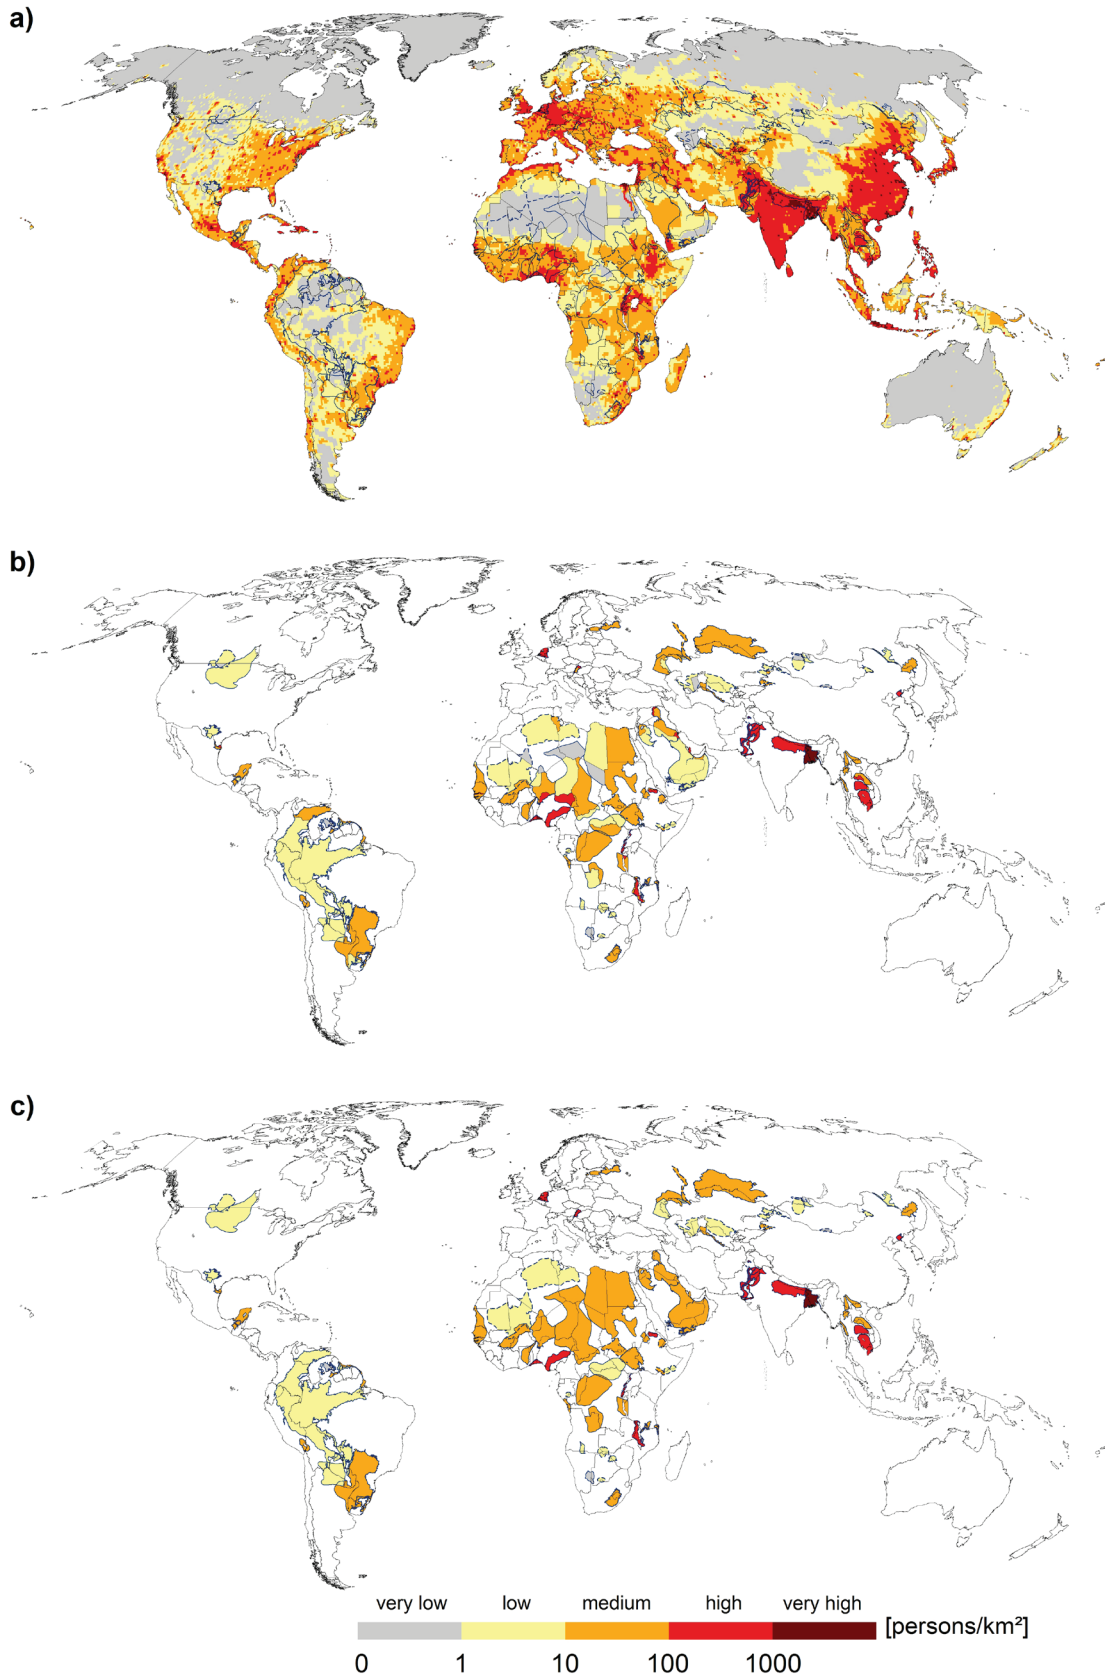 a)
b)
c)
very low low medium high very high
[persons/km²]
0 1 10 100 1000